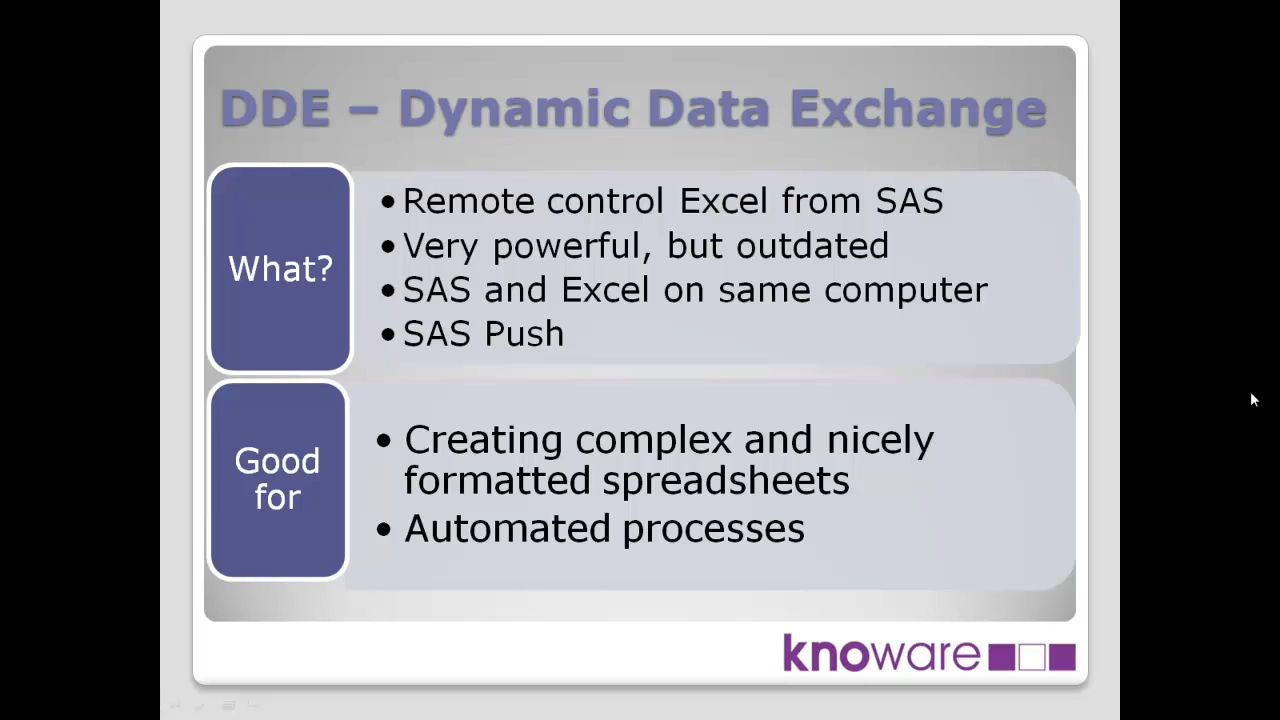 DDE – Dynamic Data Exchange
What?
• Remote control Excel from SAS
• Very powerful, but outdated
• SAS and Excel on same computer
• SAS Push
Good
for
• Creating complex and nicely
formatted spreadsheets
• Automated processes
knoware